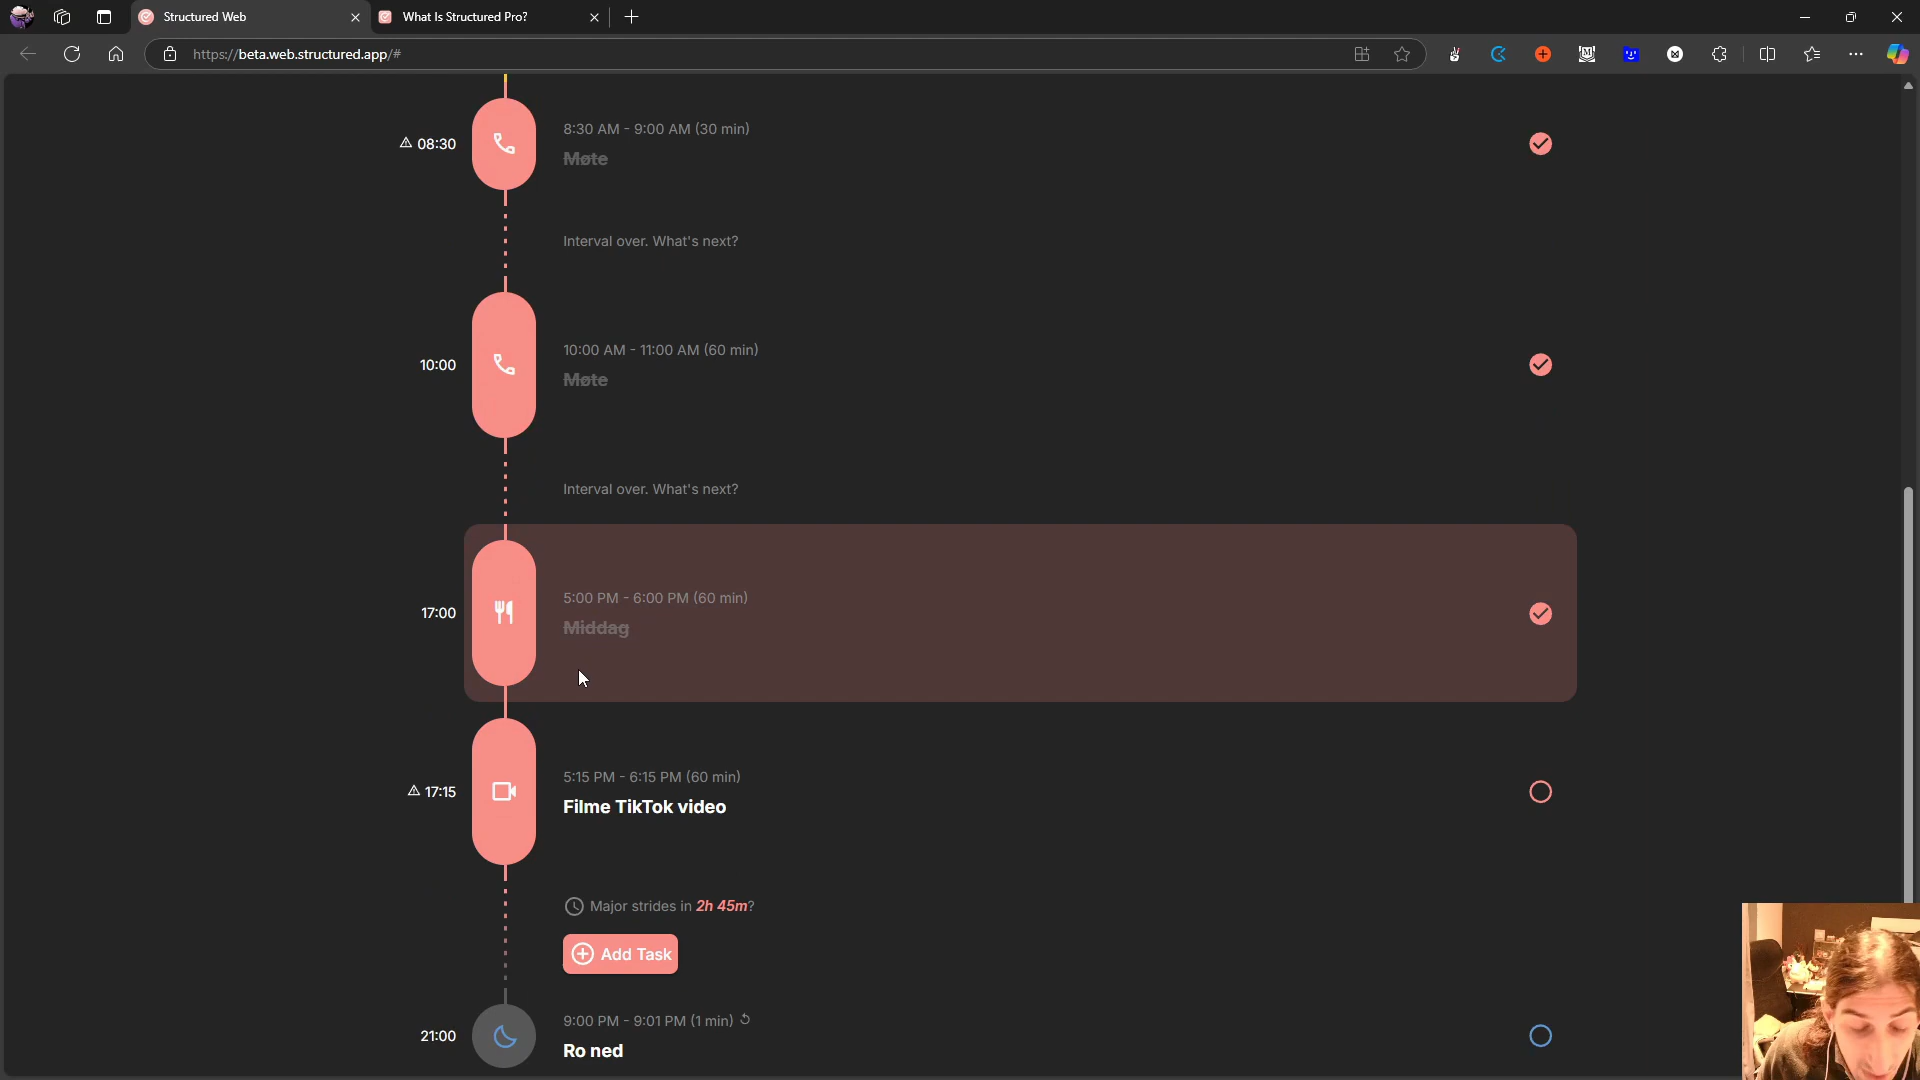 Structured Web
What Is Structured Pro?
https://beta.web.structured.app/#
08:30
8:30 AM - 9:00 AM (30 min)
Møte
Interval over. What's next?
10:00
10:00 AM - 11:00 AM (60 min)
Møte
Interval over. What's next?
17:00
5:00 PM - 6:00 PM (60 min)
Middag
17:15
5:15 PM - 6:15 PM (60 min)
Filme TikTok video
Major strides in 2h 45m?
Add Task
21:00
9:00 PM - 9:01 PM (1 min)
Ro ned